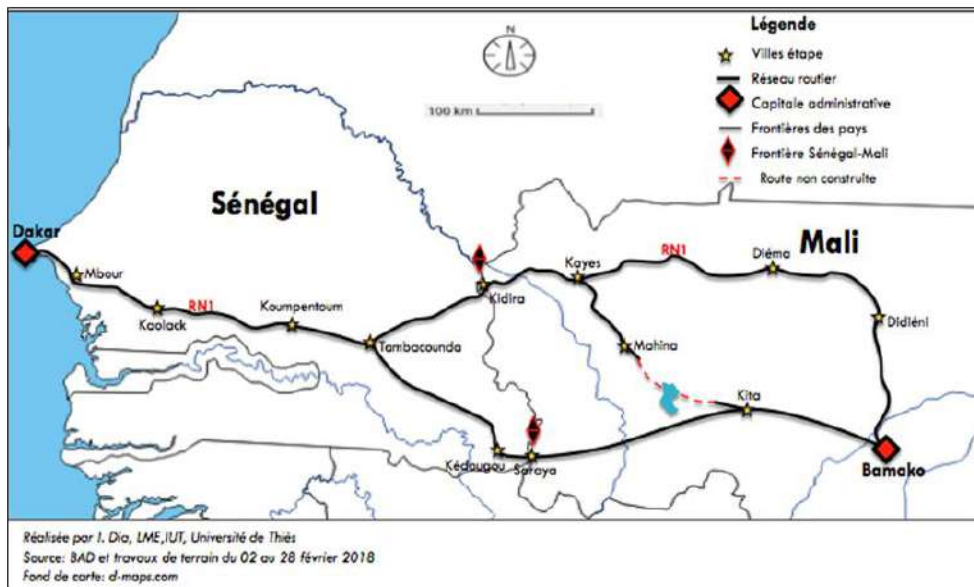 Légende
Villes étape
Réseau routier
Capitale administrative
Frontières des pays
Frontière Sénégal-Mali
Route non construite
N
100 km
Sénégal
Mali
Dakar
Mbour
Kaolack
RN1
Koumpentoum
Tambacounda
Kidira
Kayes
RN1
Diéma
Didiéni
Mahina
Kita
Kédougou
Saraya
Bamako
Réalisée par I. Dia, LME,IUT, Université de Thiés
Source: BAD et travaux de terrain du 02 au 28 février 2018
Fond de carte: d-maps.com